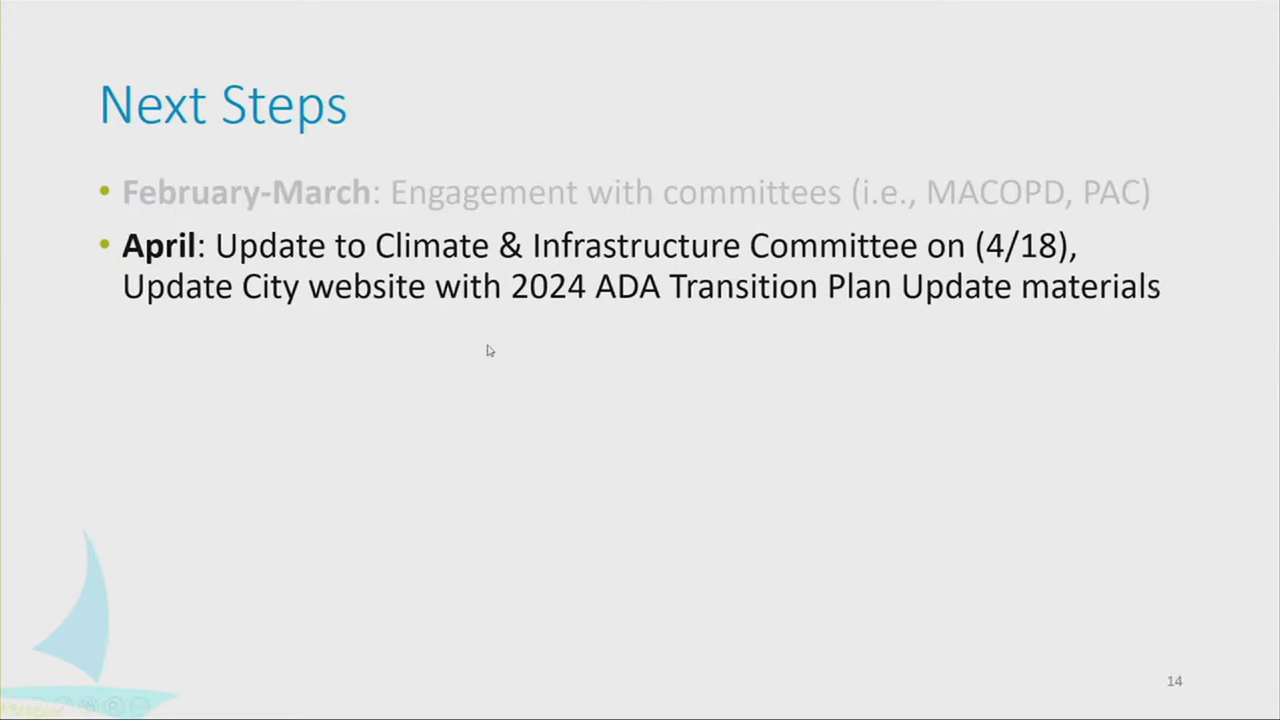 Next Steps
• February-March: Engagement with committees (i.e., MACOPD, PAC)
• April: Update to Climate & Infrastructure Committee on (4/18),
Update City website with 2024 ADA Transition Plan Update materials
14